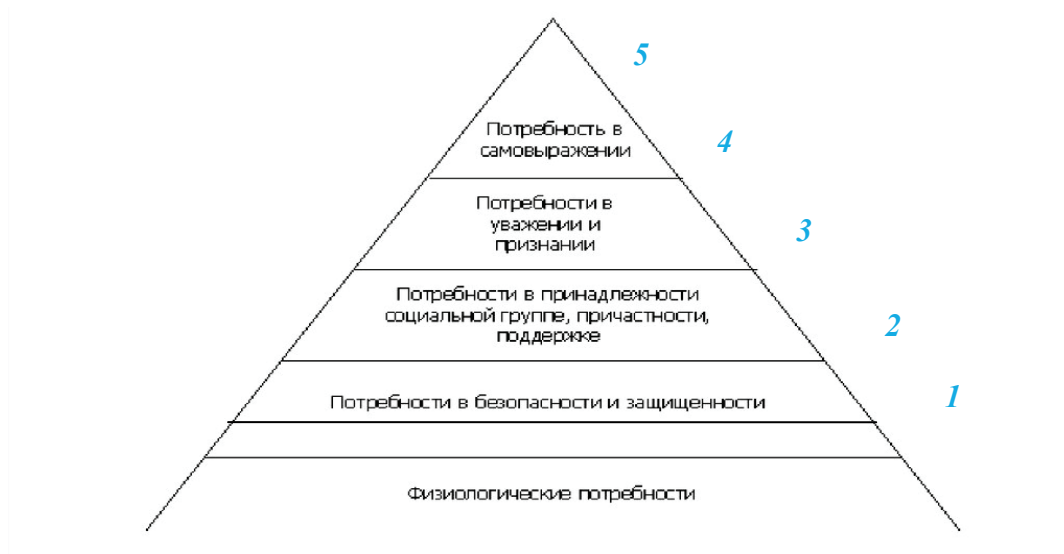 5
Потребность в
самовыражении
4
Потребности в
уважении и
признании
3
Потребности в принадлежности
социальной группе, причастности,
поддержке
2
Потребности в безопасности и защищенности
1
Физиологические потребности